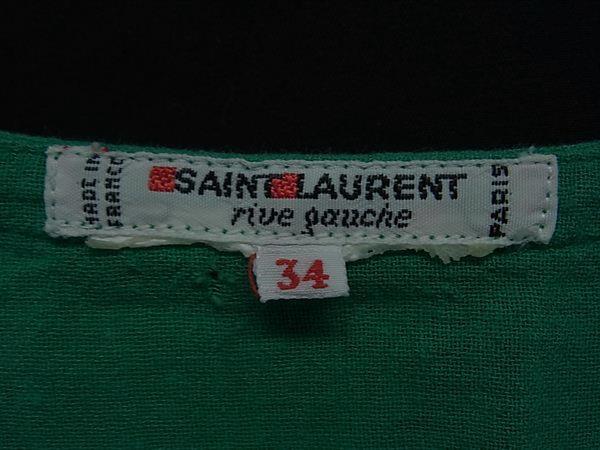 MADE IN
FRANCE
SAINT LAURENT
rive gauche
PARIS
34